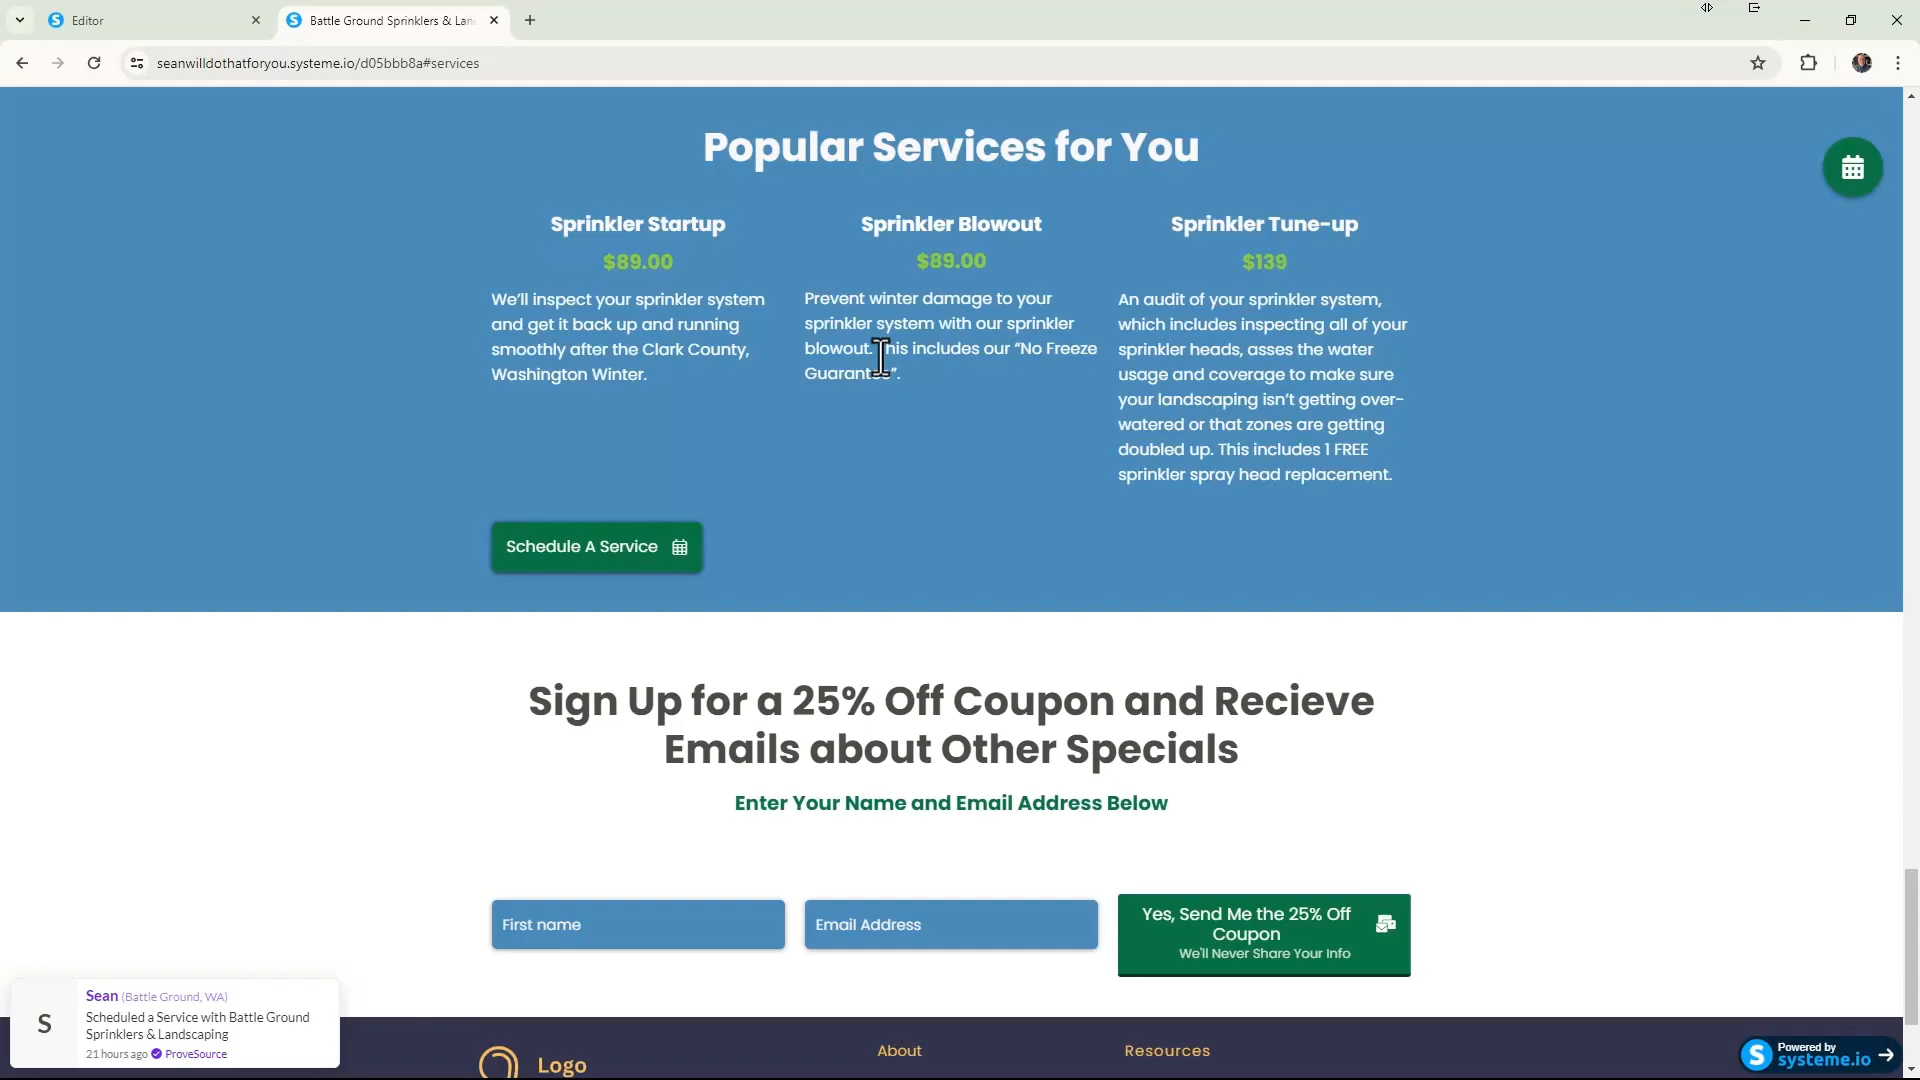 Editor
Battle Ground Sprinklers & Lan
seanwilldothatforyou.systeme.io/d05bbb8a#services
Popular Services for You
Sprinkler Startup
$89.00
We'll inspect your sprinkler system
and get it back up and running
smoothly after the Clark County,
Washington Winter.
Sprinkler Blowout
$89.00
Prevent winter damage to your
sprinkler system with our sprinkler
blowout. This includes our “No Freeze
Guarantee”.
Sprinkler Tune-up
$139
An audit of your sprinkler system,
which includes inspecting all of your
sprinkler heads, asses the water
usage and coverage to make sure
your landscaping isn't getting over-
watered or that zones are getting
doubled up. This includes 1 FREE
sprinkler spray head replacement.
Schedule A Service
Sign Up for a 25% Off Coupon and Recieve
Emails about Other Specials
Enter Your Name and Email Address Below
First name
Email Address
Yes, Send Me the 25% Off
Coupon
We'll Never Share Your Info
S
Sean (Battle Ground, WA)
Scheduled a Service with Battle Ground
Sprinklers & Landscaping
21 hours ago ProveSource
Logo
About
Resources
Powered by
systeme.io